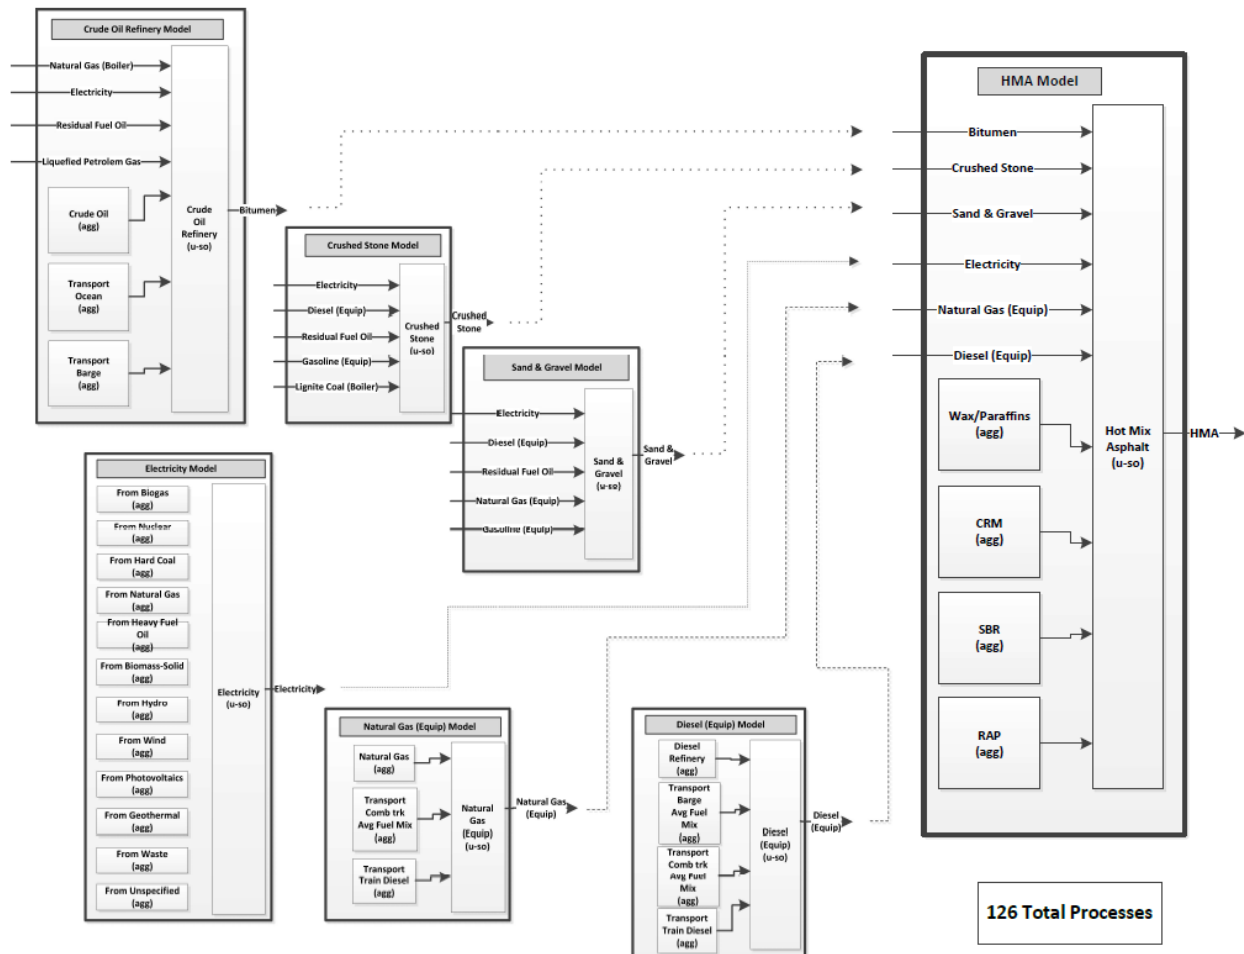 Crude Oil Refinery Model
Natural Gas (Boiler)
Electricity
Residual Fuel Oil
Liquefied Petrolem Gas
Crude Oil
(agg)
Transport
Ocean
(agg)
Transport
Barge
(agg)
Crude
Oil
Refinery
(u-so)
Bitumen
Crushed Stone Model
Electricity
Diesel (Equip)
Residual Fuel Oil
Gasoline (Equip)
Lignite Coal (Boiler)
Crushed
Stone
(u-so)
Crushed
Stone
Sand & Gravel Model
Electricity
Diesel (Equip)
Residual Fuel Oil
Natural Gas (Equip)
Gasoline (Equip)
Sand &
Gravel
(u-so)
Sand &
Gravel
Electricity Model
From Biogas
(agg)
From Nuclear
(agg)
From Hard Coal
(agg)
From Natural Gas
(agg)
From Heavy Fuel
Oil
(agg)
From Biomass-Solid
(agg)
From Hydro
(agg)
From Wind
(agg)
From Photovoltaics
(agg)
From Geothermal
(agg)
From Waste
(agg)
From Unspecified
(agg)
Electricity
(u-so)
Electricity
Natural Gas (Equip) Model
Natural Gas
(agg)
Transport
Comb trk
Avg Fuel Mix
(agg)
Transport
Train Diesel
(agg)
Natural
Gas
(Equip)
(u-so)
Natural Gas
(Equip)
Diesel (Equip) Model
Diesel
Refinery
(agg)
Transport
Barge
Avg Fuel
Mix
(agg)
Transport
Comb trk
Avg Fuel
Mix
(agg)
Transport
Train Diesel
(agg)
Diesel
(Equip)
(u-so)
Diesel
(Equip)
HMA Model
Bitumen
Crushed Stone
Sand & Gravel
Electricity
Natural Gas (Equip)
Diesel (Equip)
Wax/Paraffins
(agg)
CRM
(agg)
SBR
(agg)
RAP
(agg)
Hot Mix
Asphalt
(u-so)
HMA
126 Total Processes